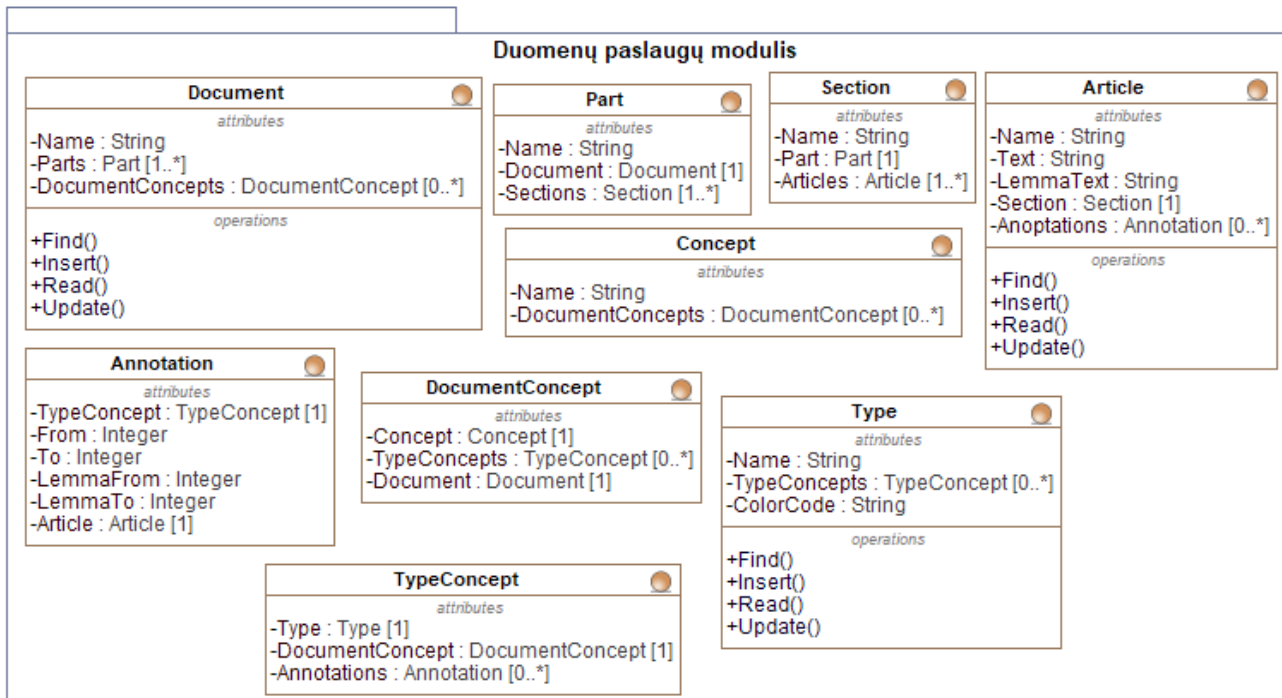 Duomenų paslaugų modulis
Document
attributes
-Name : String
-Parts : Part [1..*]
-DocumentConcepts : DocumentConcept [0..*]
operations
+Find()
+Insert()
+Read()
+Update()
Part
attributes
-Name : String
-Document : Document [1]
-Sections : Section [1..*]
Section
attributes
-Name : String
-Part : Part [1]
-Articles : Article [1..*]
Article
attributes
-Name : String
-Text : String
-LemmaText : String
-Section : Section [1]
-Anoptations : Annotation [0..*]
operations
+Find()
+Insert()
+Read()
+Update()
Concept
attributes
-Name : String
-DocumentConcepts : DocumentConcept [0..*]
Annotation
attributes
-TypeConcept : TypeConcept [1]
-From : Integer
-To : Integer
-LemmaFrom : Integer
-LemmaTo : Integer
-Article : Article [1]
DocumentConcept
attributes
-Concept : Concept [1]
-TypeConcepts : TypeConcept [0..*]
-Document : Document [1]
Type
attributes
-Name : String
-TypeConcepts : TypeConcept [0..*]
-ColorCode : String
operations
+Find()
+Insert()
+Read()
+Update()
TypeConcept
attributes
-Type : Type [1]
-DocumentConcept : DocumentConcept [1]
-Annotations : Annotation [0..*]